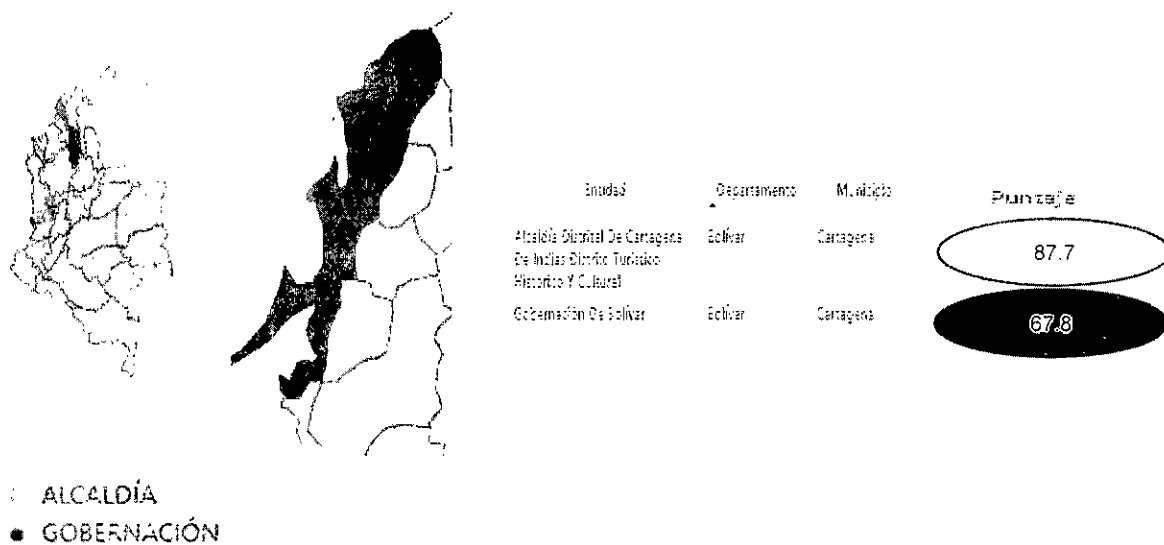 Entidad Departamento Municipio Puntaje
Alcaldía Distrital De Cartagena Bolívar Cartagena 87.7
De Indias Distrito Turístico
Historico Y Cultural
Gobernación De Bolívar Bolívar Cartagena 67.8
ALCALDÍA
GOBERNACIÓN